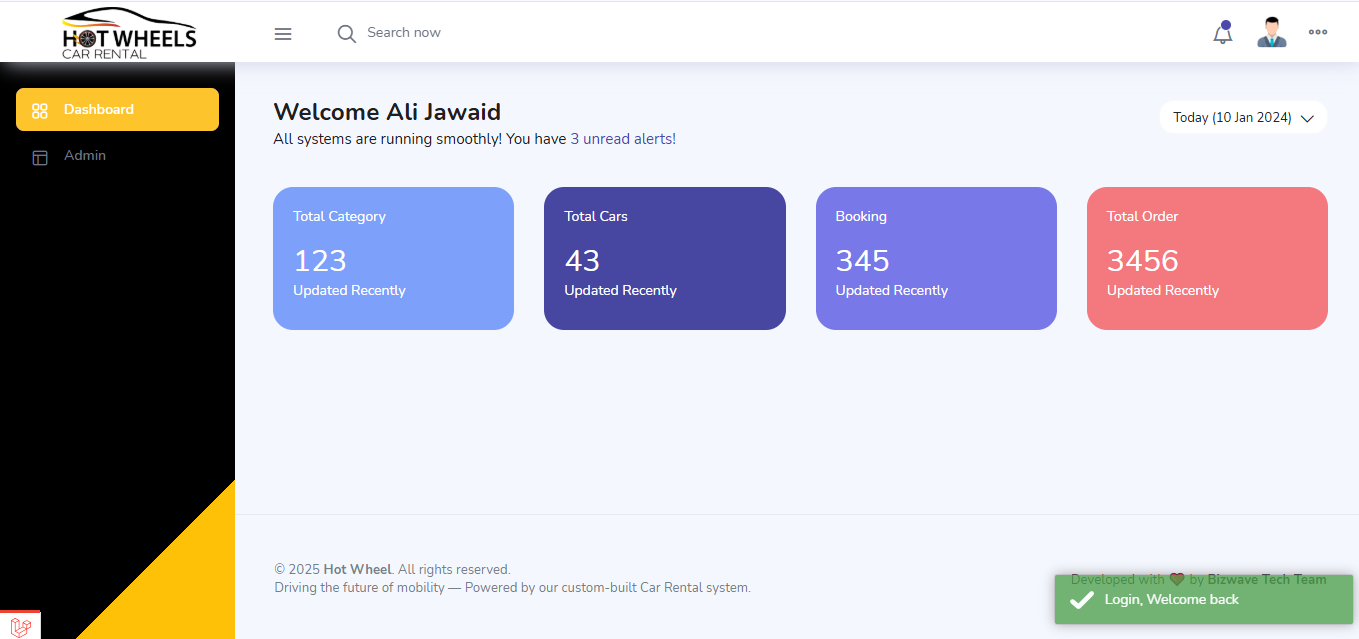 HOT WHEELS
CAR RENTAL
Search now
Dashboard
Admin
Welcome Ali Jawaid
All systems are running smoothly! You have 3 unread alerts!
Today (10 Jan 2024)
Total Category
123
Updated Recently
Total Cars
43
Updated Recently
Booking
345
Updated Recently
Total Order
3456
Updated Recently
© 2025 Hot Wheel. All rights reserved.
Driving the future of mobility — Powered by our custom-built Car Rental system.
Developed with ❤ by Bizwave Tech Team
Login, Welcome back